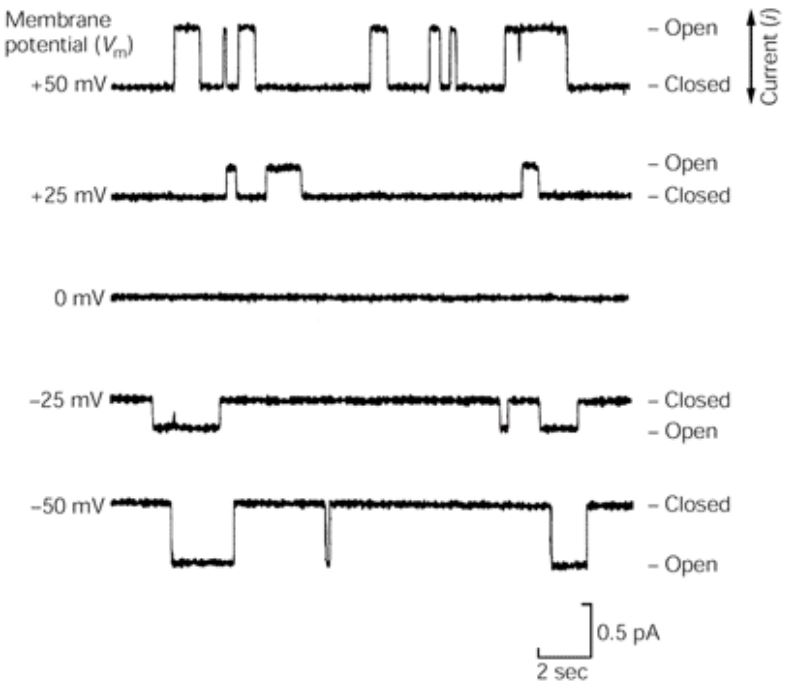 Membrane
potential (Vm)
+50 mV
– Open
– Closed
Current (i)
+25 mV
– Open
– Closed
0 mV
–25 mV
– Closed
– Open
–50 mV
– Closed
– Open
0.5 pA
2 sec